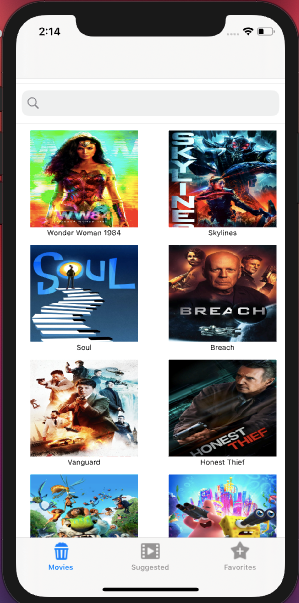 2:14
WW84
SKYLINES
Wonder Woman 1984
Skylines
SOUL
BREACH
Soul
Breach
HONEST THIEF
Vanguard
Honest Thief
Movies
Suggested
Favorites